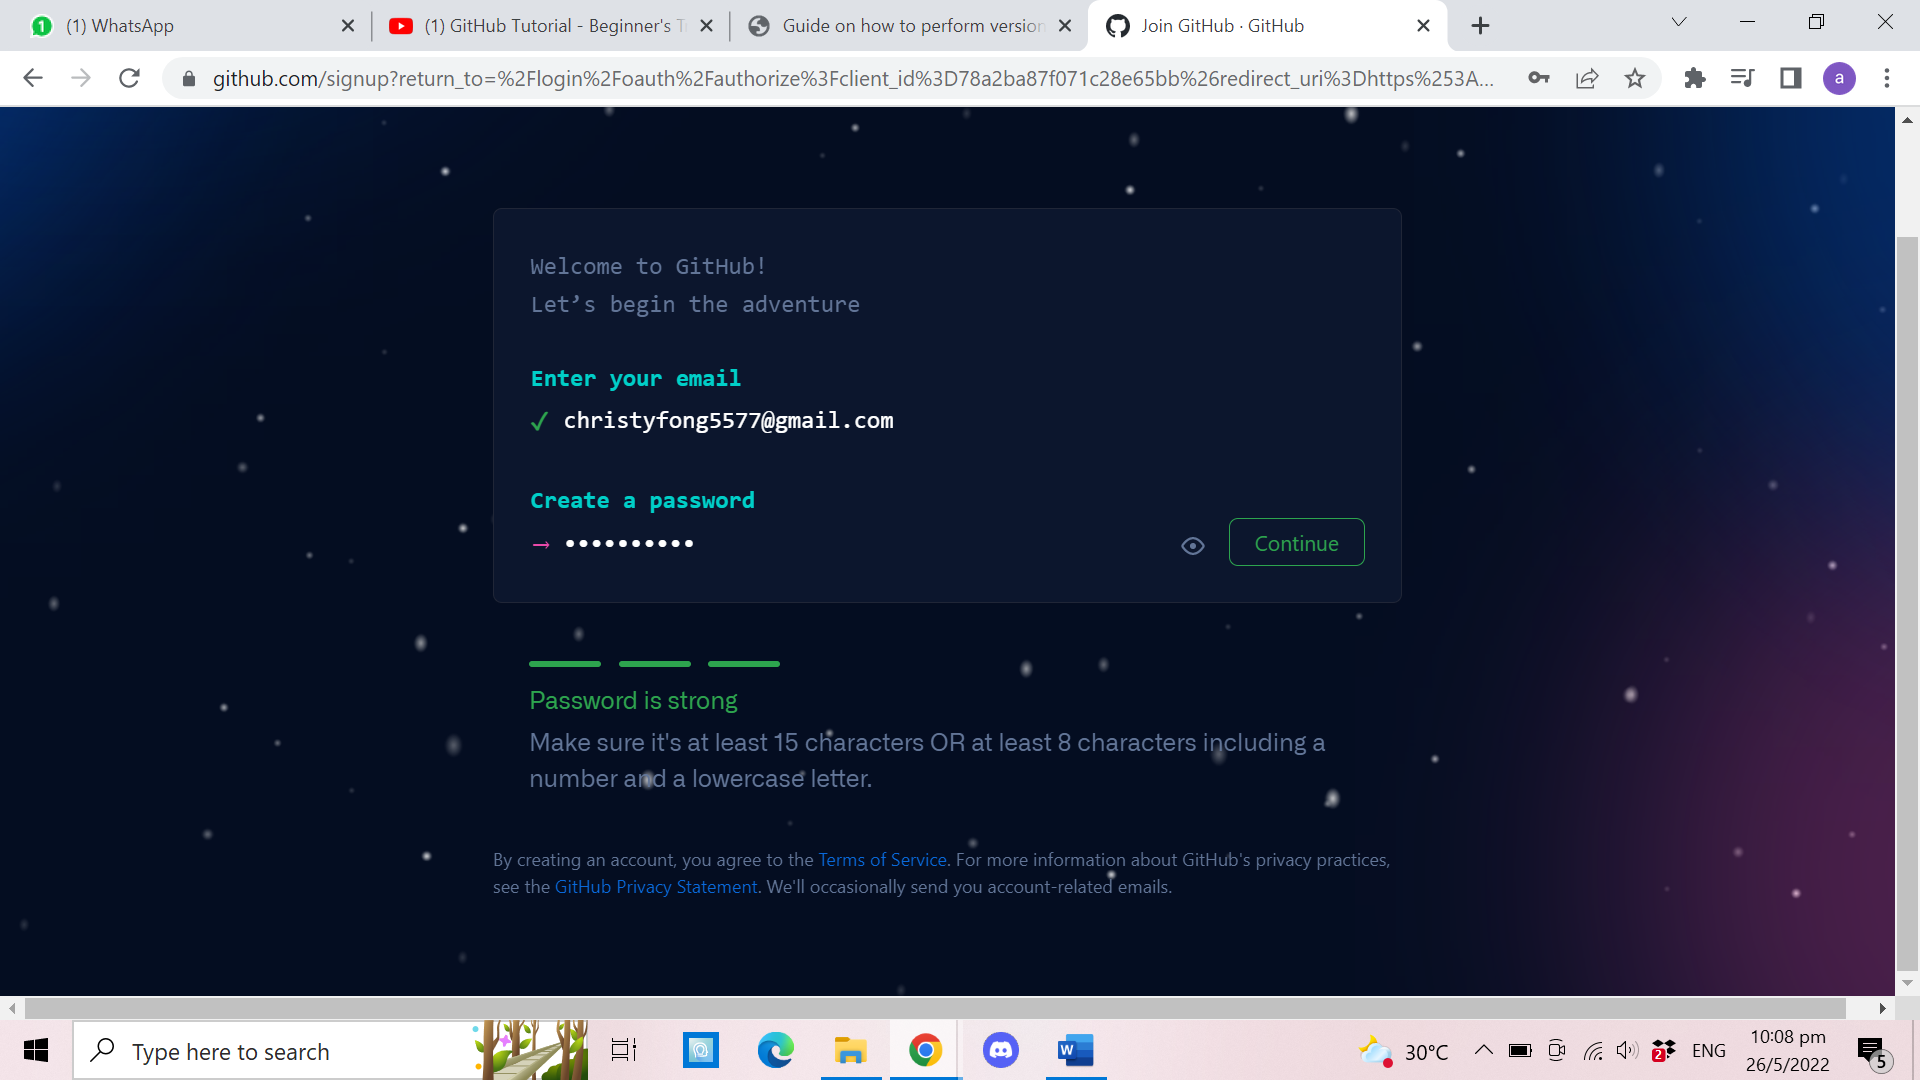 (1) WhatsApp
(1) GitHub Tutorial - Beginner's T
Guide on how to perform version
Join GitHub · GitHub
github.com/signup?return_to=%2Flogin%2Foauth%2Fauthorize%3Fclient_id%3D78a2ba87f071c28e65bb%26redirect_uri%3Dhttps%253A...
a
Welcome to GitHub!
Let’s begin the adventure
Enter your email
✓ christyfong5577@gmail.com
Create a password
→ ••••••••••
Continue
Password is strong
Make sure it's at least 15 characters OR at least 8 characters including a
number and a lowercase letter.
By creating an account, you agree to the Terms of Service. For more information about GitHub's privacy practices,
see the GitHub Privacy Statement. We'll occasionally send you account-related emails.
Type here to search
W
30°C
2
ENG
10:08 pm
26/5/2022
5